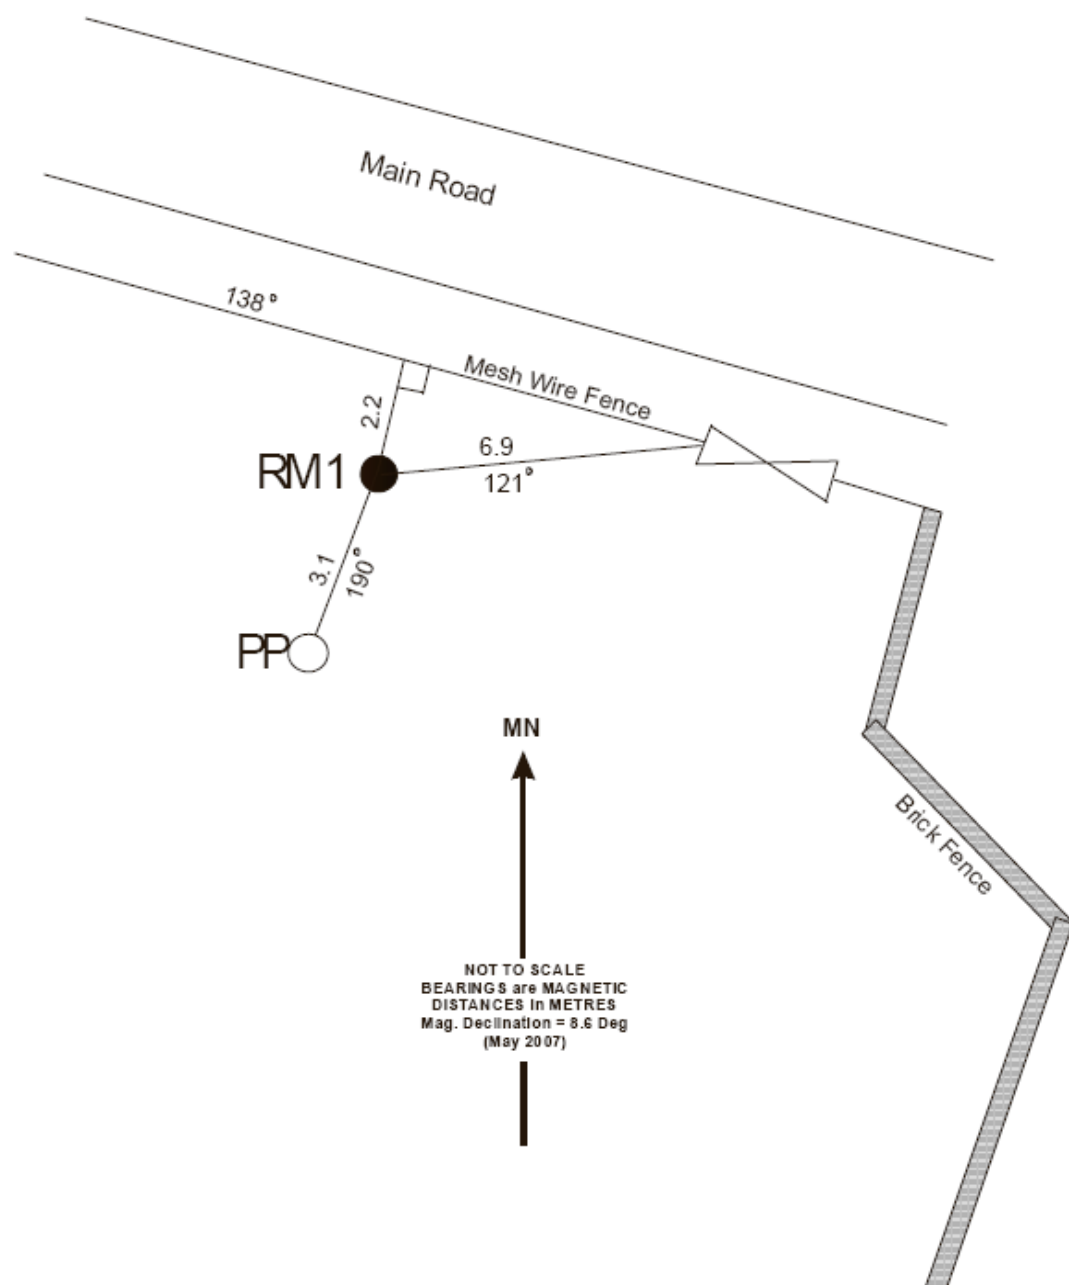 Main Road
138°
Mesh Wire Fence
2.2
6.9
RM1
121°
3.1
190°
PP
MN
Brick Fence
NOT TO SCALE
BEARINGS are MAGNETIC
DISTANCES in METRES
Mag. Declination = 8.6 Deg
(May 2007)